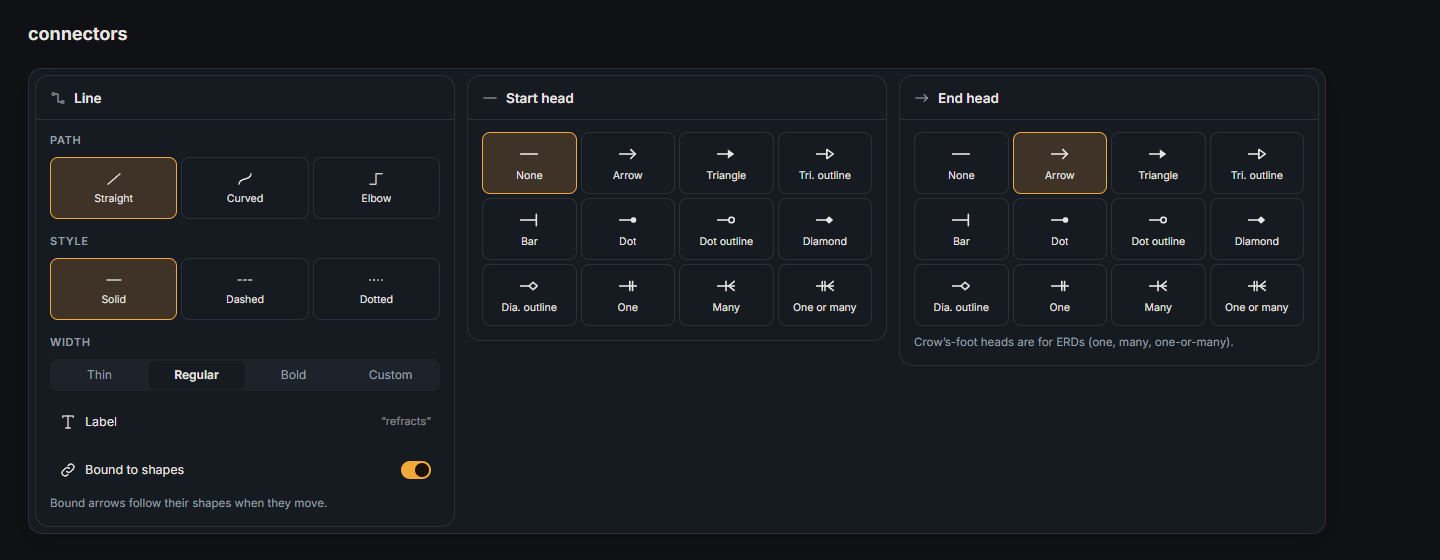 connectors
Line
PATH
Straight Curved Elbow
STYLE
Solid Dashed Dotted
WIDTH
Thin Regular Bold Custom
Label “refracts”
Bound to shapes
Bound arrows follow their shapes when they move.
Start head
None Arrow Triangle Tri. outline
Bar Dot Dot outline Diamond
Dia. outline One Many One or many
End head
None Arrow Triangle Tri. outline
Bar Dot Dot outline Diamond
Dia. outline One Many One or many
Crow’s-foot heads are for ERDs (one, many, one-or-many).